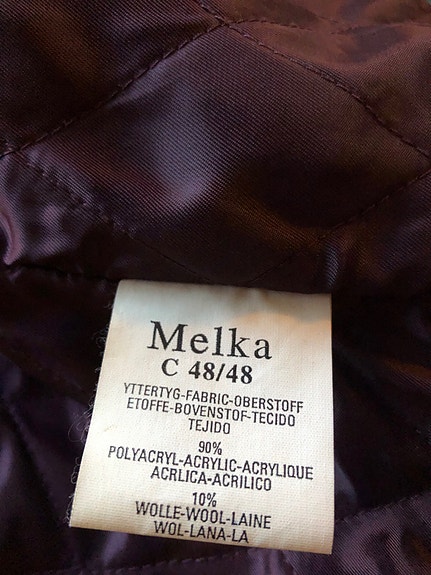 Melka
C 48/48
YTTERTYG-FABRIC-OBERSTOFF
ETOFFE-BOVENSTOF-TECIDO
TEJIDO
90%
POLYACRYL-ACRYLIC-ACRYLIQUE
ACRLICA-ACRILICO
10%
WOLLE-WOOL-LAINE
WOL-LANA-LA